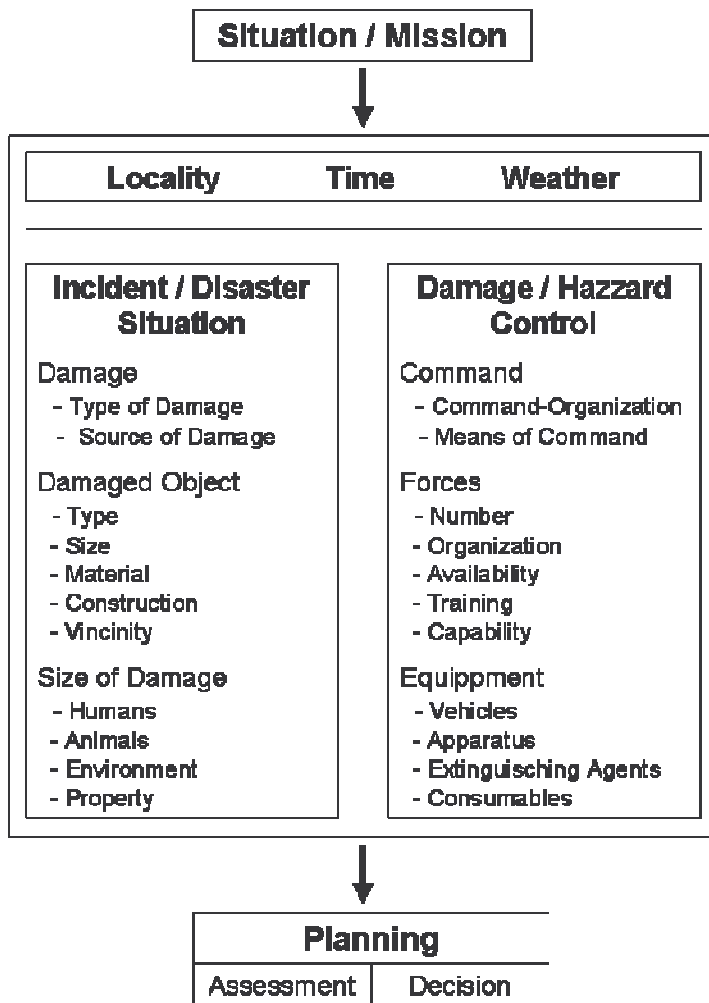 Situation / Mission
Locality Time Weather
Incident / Disaster
Situation
Damage
- Type of Damage
- Source of Damage
Damaged Object
- Type
- Size
- Material
- Construction
- Vincinity
Size of Damage
- Humans
- Animals
- Environment
- Property
Damage / Hazzard
Control
Command
- Command-Organization
- Means of Command
Forces
- Number
- Organization
- Availability
- Training
- Capability
Equippment
- Vehicles
- Apparatus
- Extinguisching Agents
- Consumables
Planning
Assessment Decision